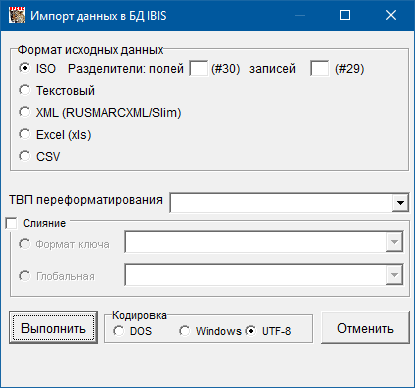 Импорт данных в БД IBIS
Формат исходных данных
ISO Разделители: полей (#30) записей (#29)
Текстовый
XML (RUSMARCXML/Slim)
Excel (xls)
CSV
ТВП переформатирования
Слияние
Формат ключа
Глобальная
Кодировка
Выполнить DOS Windows UTF-8 Отменить